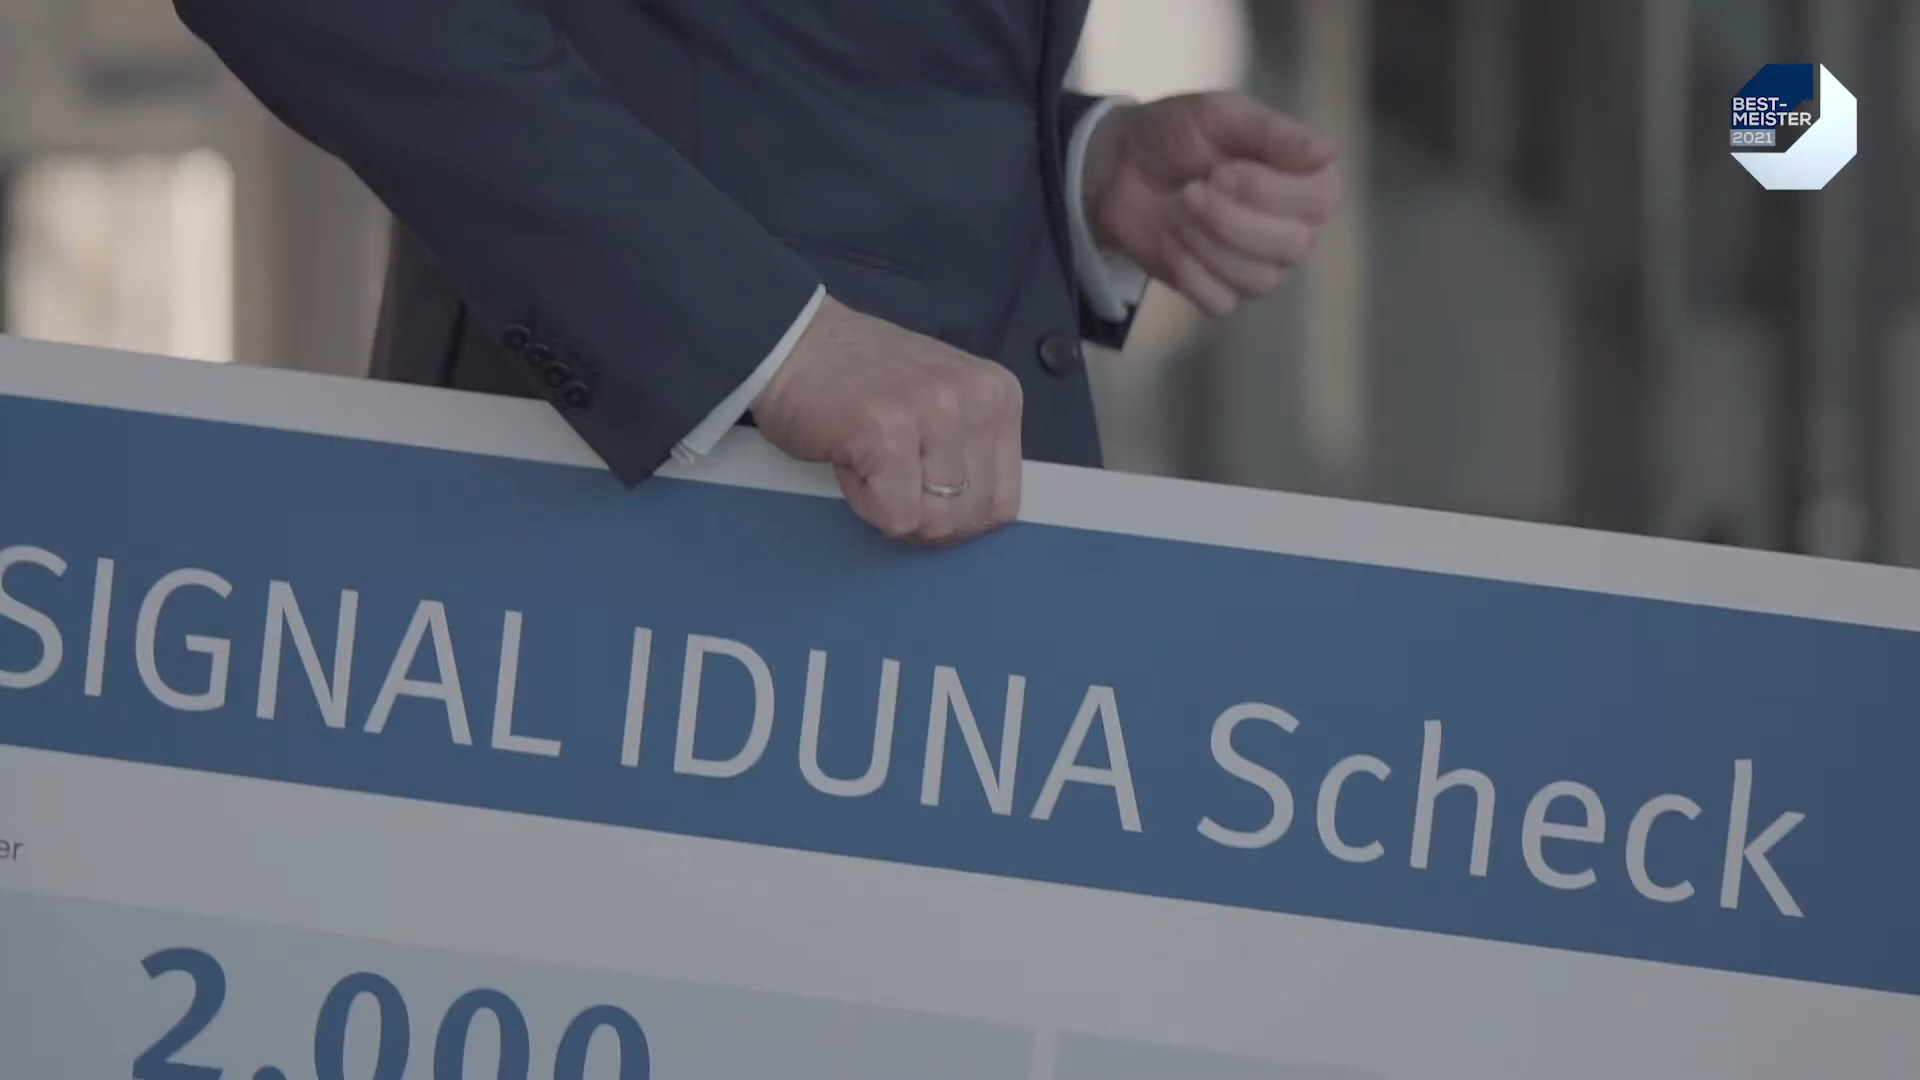 BEST-
MEISTER
2021
SIGNAL IDUNA Scheck
er
2.000